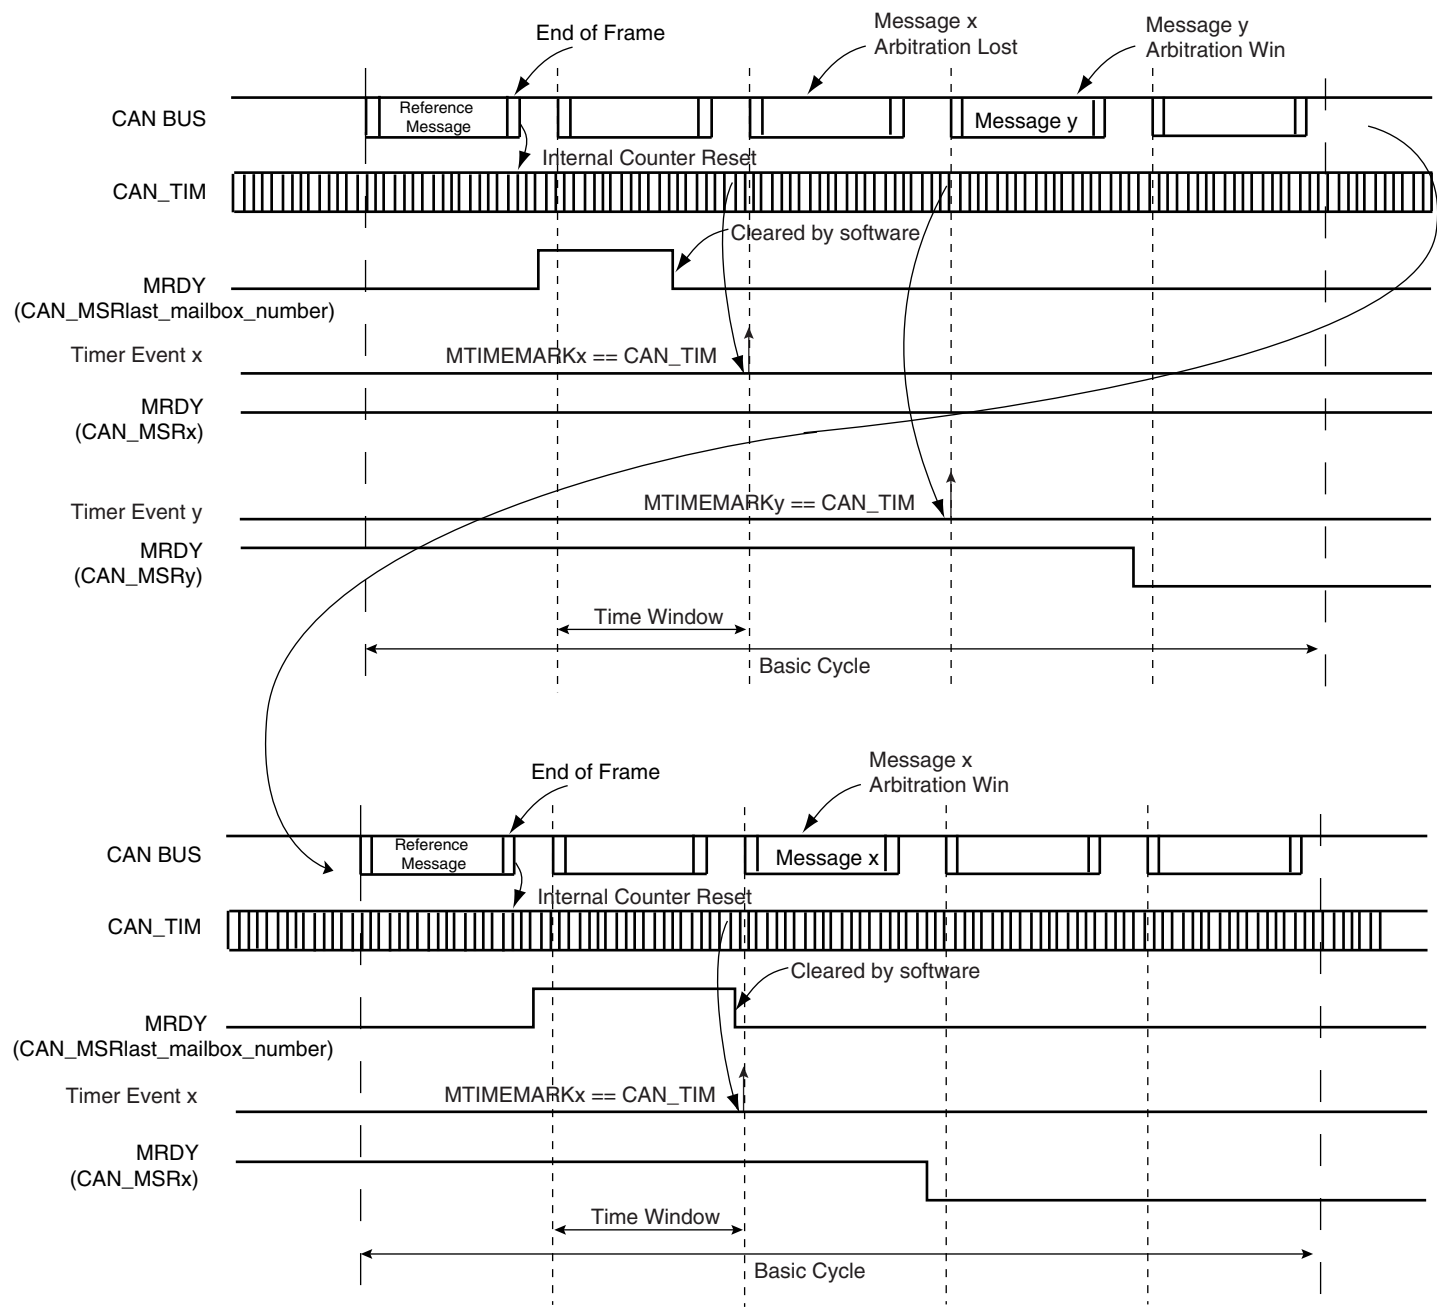 End of Frame
Message x
Arbitration Lost
Message y
Arbitration Win
CAN BUS
Reference
Message
Message y
Internal Counter Reset
CAN_TIM
Cleared by software
MRDY
(CAN_MSRlast_mailbox_number)
Timer Event x
MTIMEMARKx == CAN_TIM
MRDY
(CAN_MSRx)
Timer Event y
MTIMEMARKy == CAN_TIM
MRDY
(CAN_MSRy)
Time Window
Basic Cycle
End of Frame
Message x
Arbitration Win
CAN BUS
Reference
Message
Message x
Internal Counter Reset
CAN_TIM
Cleared by software
MRDY
(CAN_MSRlast_mailbox_number)
Timer Event x
MTIMEMARKx == CAN_TIM
MRDY
(CAN_MSRx)
Time Window
Basic Cycle